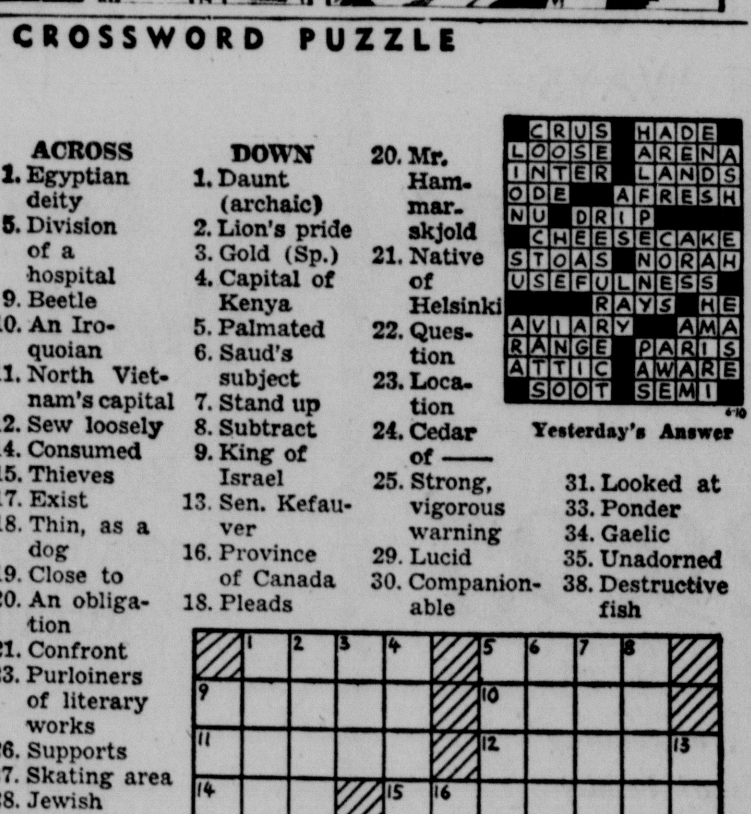 CROSSWORD PUZZLE
ACROSS
1. Egyptian
deity
5. Division
of a
hospital
9. Beetle
10. An Iro-
quoian
11. North Viet-
nam's capital
12. Sew loosely
14. Consumed
15. Thieves
17. Exist
18. Thin, as a
dog
19. Close to
20. An obliga-
tion
21. Confront
23. Purloiners
of literary
works
26. Supports
27. Skating area
28. Jewish
DOWN
1. Daunt
(archaic)
2. Lion's pride
3. Gold (Sp.)
4. Capital of
Kenya
5. Palmated
6. Saud's
subject
7. Stand up
8. Subtract
9. King of
Israel
13. Sen. Kefau-
ver
16. Province
of Canada
18. Pleads
20. Mr.
Ham-
mar-
skjold
21. Native
of
Helsinki
22. Ques-
tion
23. Loca-
tion
24. Cedar
of ——
25. Strong,
vigorous
warning
29. Lucid
30. Companion-
able
31. Looked at
33. Ponder
34. Gaelic
35. Unadorned
38. Destructive
fish
CRUS HADE
LOOSE ARENA
INTER LANDS
ODE AFRESH
NU DRIP
CHEESECAKE
STOAS NORAH
USEFULNESS
RAYS HE
AVIARY AMA
RANGE PARIS
ATTIC AWARE
SOOT SEMI
6-10
Yesterday's Answer
1 2 3 4 5 6 7 8
9 10
11 12 13
14 15 16